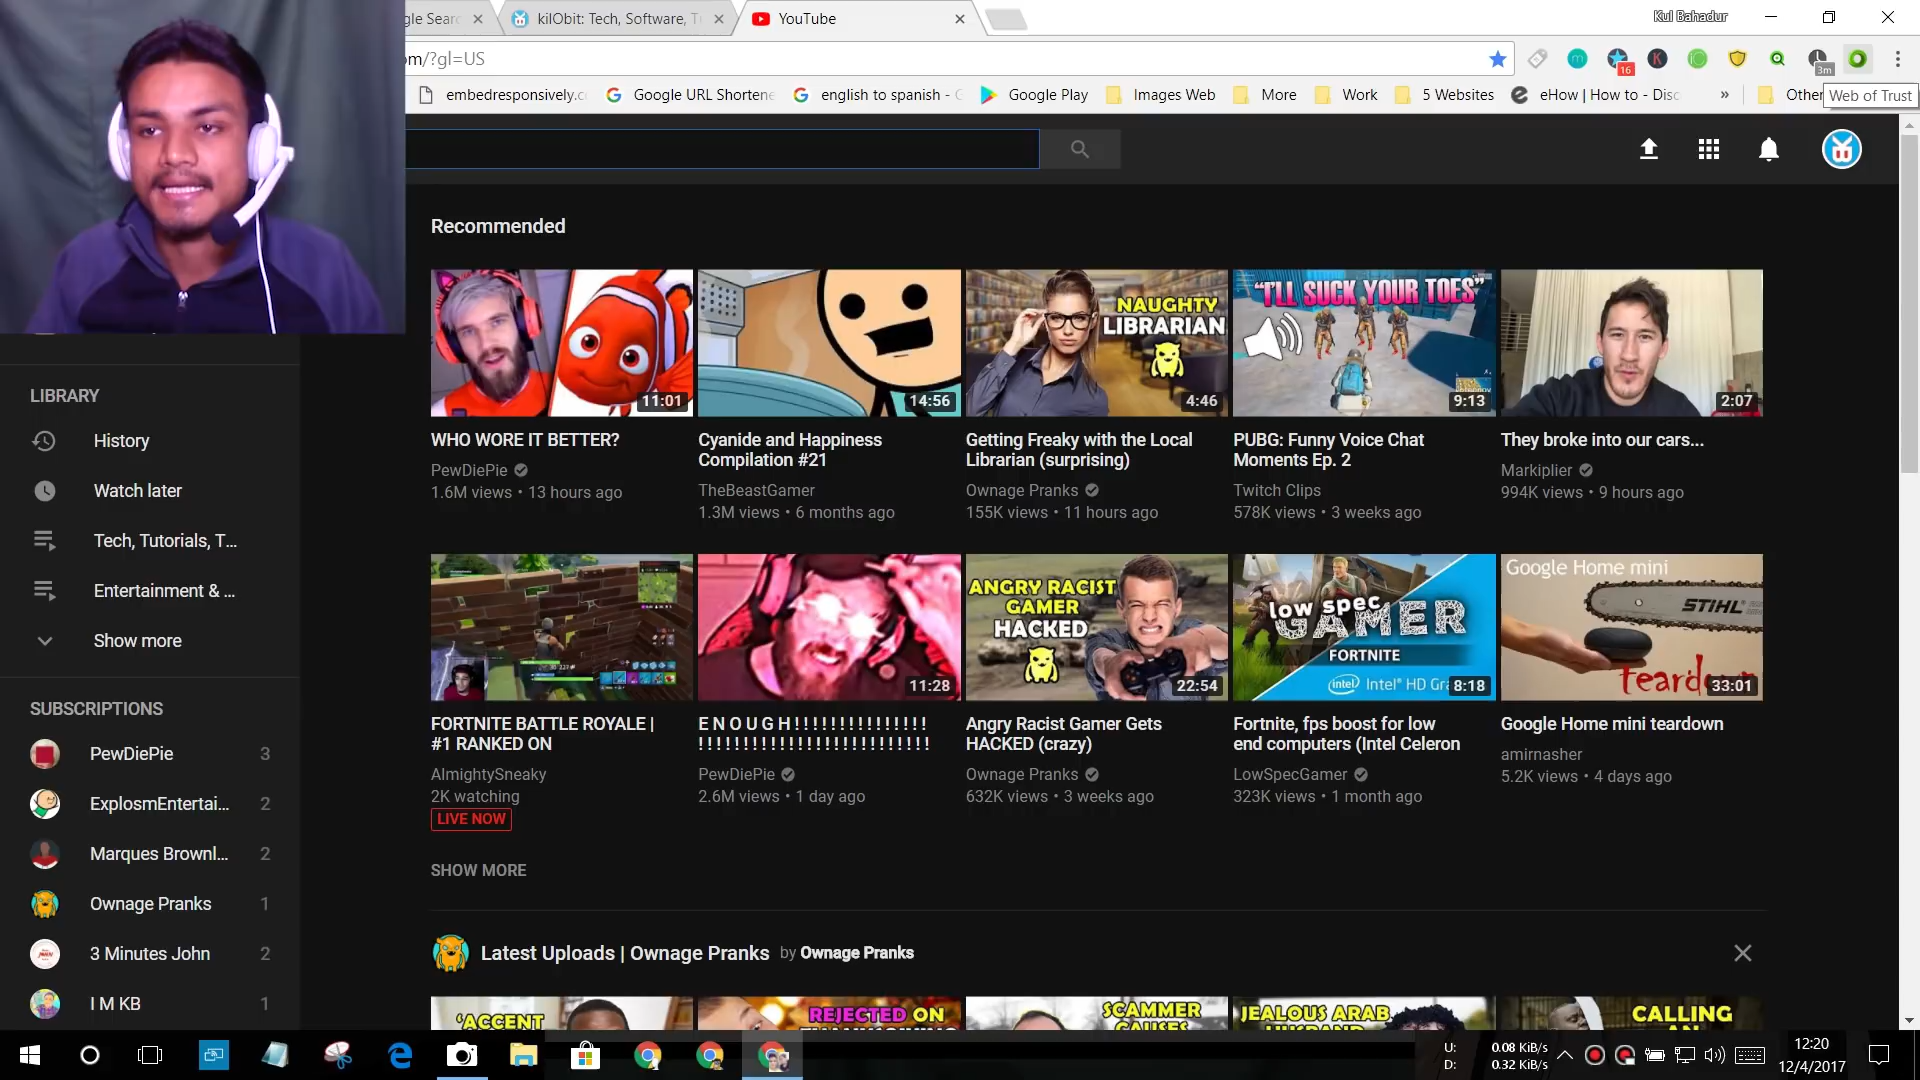 gle Searc
kilObit: Tech, Software, T
YouTube
Kul Bahadur
om/?gl=US
16
3m
embedresponsively.c
Google URL Shortene
english to spanish - G
Google Play
Images Web
More
Work
5 Websites
eHow | How to - Disc
»
Other
Web of Trust
Recommended
11:01
14:56
NAUGHTY
LIBRARIAN
4:46
"I'LL SUCK YOUR TOES"
9:13
2:07
WHO WORE IT BETTER?
PewDiePie
1.6M views • 13 hours ago
Cyanide and Happiness
Compilation #21
TheBeastGamer
1.3M views • 6 months ago
Getting Freaky with the Local
Librarian (surprising)
Ownage Pranks
155K views • 11 hours ago
PUBG: Funny Voice Chat
Moments Ep. 2
Twitch Clips
578K views • 3 weeks ago
They broke into our cars...
Markiplier
994K views • 9 hours ago
LIBRARY
History
Watch later
Tech, Tutorials, T...
Entertainment & ...
Show more
11:28
ANGRY RACIST
GAMER
HACKED
22:54
low spec
GAMER
FORTNITE
intel Intel® HD Gra
8:18
Google Home mini
STIHL
teardown
33:01
FORTNITE BATTLE ROYALE |
#1 RANKED ON
AlmightySneaky
2K watching
LIVE NOW
E N O U G H ! ! ! ! ! ! ! ! ! ! ! ! ! ! !
! ! ! ! ! ! ! ! ! ! ! ! ! ! ! ! ! ! ! ! ! ! ! ! ! !
PewDiePie
2.6M views • 1 day ago
Angry Racist Gamer Gets
HACKED (crazy)
Ownage Pranks
632K views • 3 weeks ago
Fortnite, fps boost for low
end computers (Intel Celeron
LowSpecGamer
323K views • 1 month ago
Google Home mini teardown
amirnasher
5.2K views • 4 days ago
SHOW MORE
SUBSCRIPTIONS
PewDiePie 3
ExplosmEntertai... 2
Marques Brownl... 2
Ownage Pranks 1
3 Minutes John 2
I M KB 1
Latest Uploads | Ownage Pranks by Ownage Pranks
'ACCENT
REJECTED ON
SCAMMER
CAUSES
JEALOUS ARAB
CALLING
U: 0.08 KiB/s
D: 0.32 KiB/s
12:20
12/4/2017